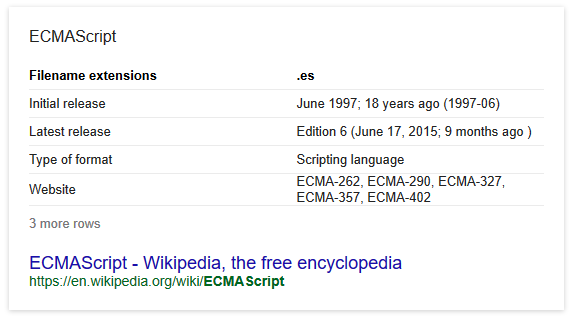 ECMAScript
Filename extensions .es
Initial release June 1997; 18 years ago (1997-06)
Latest release Edition 6 (June 17, 2015; 9 months ago )
Type of format Scripting language
Website ECMA-262, ECMA-290, ECMA-327,
ECMA-357, ECMA-402
3 more rows
ECMAScript - Wikipedia, the free encyclopedia
https://en.wikipedia.org/wiki/ECMAScript